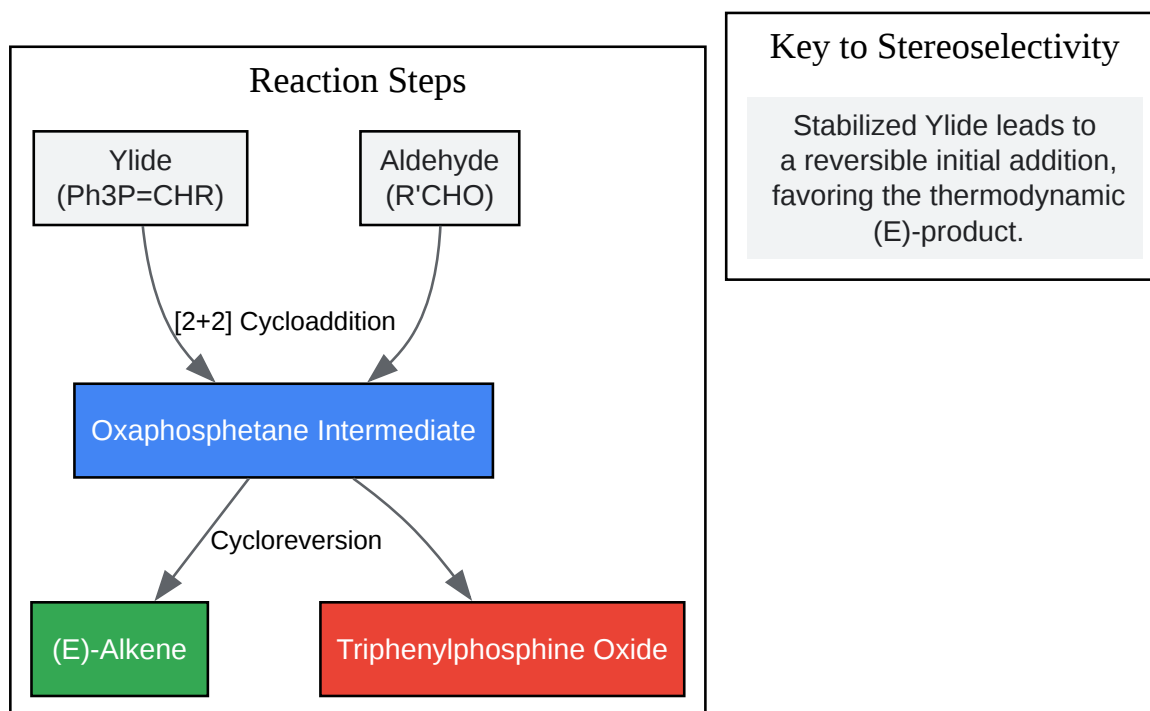 Reaction Steps
Ylide
(Ph3P=CHR)
Aldehyde
(R'CHO)
[2+2] Cycloaddition
Oxaphosphetane Intermediate
Cycloreversion
(E)-Alkene
Triphenylphosphine Oxide
Key to Stereoselectivity
Stabilized Ylide leads to
a reversible initial addition,
favoring the thermodynamic
(E)-product.